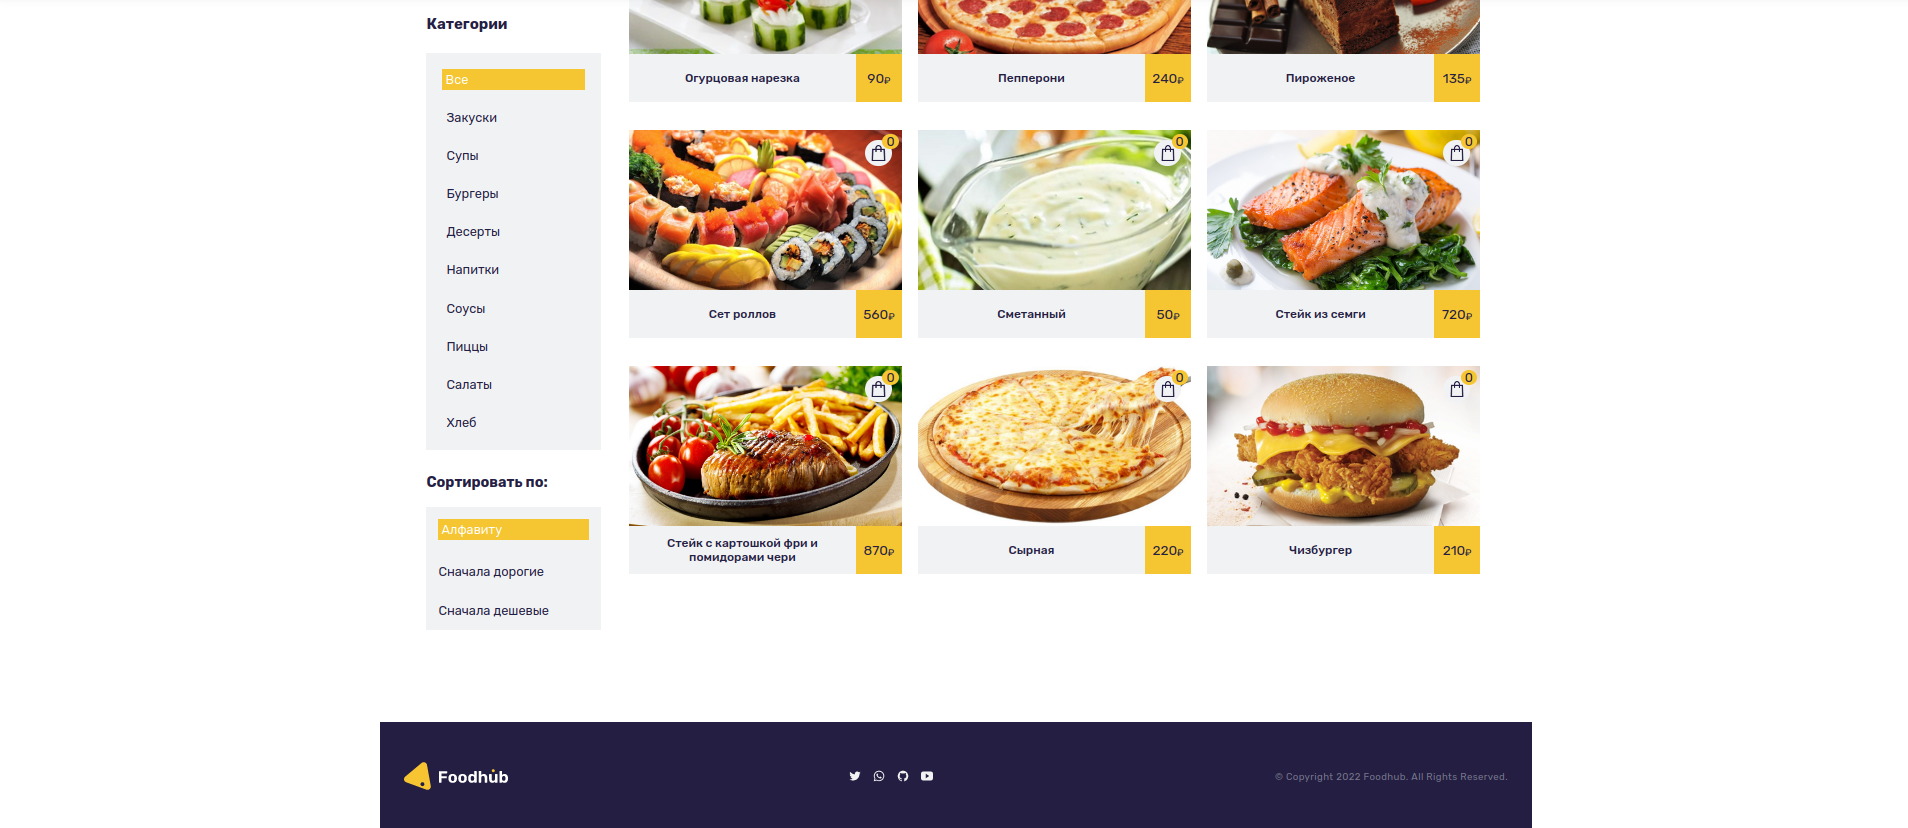 Категории
Все
Закуски
Супы
Бургеры
Десерты
Напитки
Соусы
Пиццы
Салаты
Хлеб
Сортировать по:
Алфавиту
Сначала дорогие
Сначала дешевые
Огурцовая нарезка
90₽
Пепперони
240₽
Пироженое
135₽
0
0
0
Сет роллов
560₽
Сметанный
50₽
Стейк из семги
720₽
0
0
0
Стейк с картошкой фри и
помидорами чери
870₽
Сырная
220₽
Чизбургер
210₽
Foodhub
© Copyright 2022 Foodhub. All Rights Reserved.